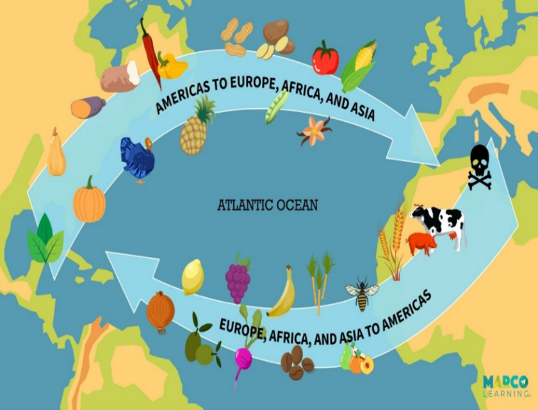 AMERICAS TO EUROPE, AFRICA, AND ASIA
ATLANTIC OCEAN
EUROPE, AFRICA, AND ASIA TO AMERICAS
MAPCO
LEARNING